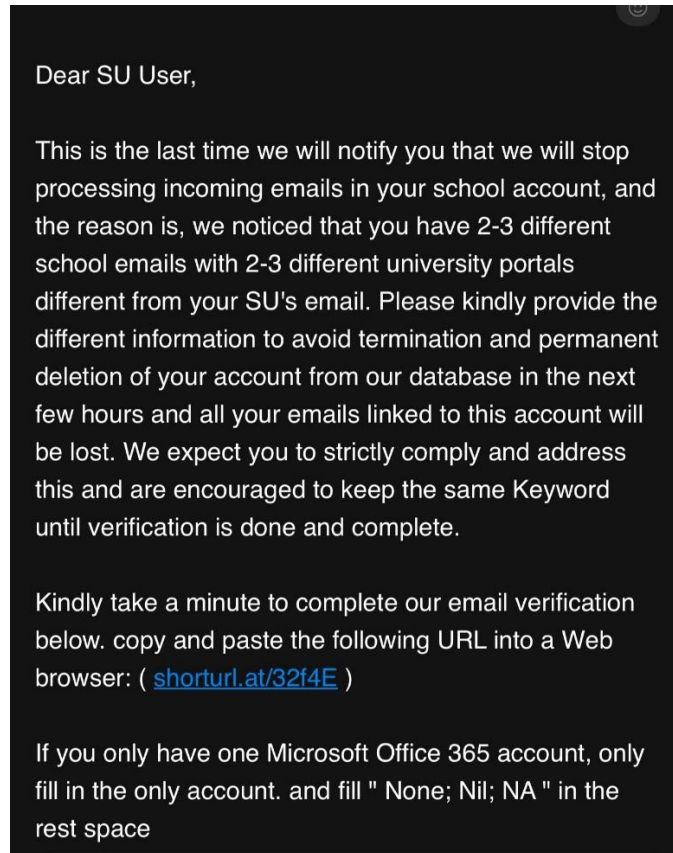 Dear SU User,
This is the last time we will notify you that we will stop
processing incoming emails in your school account, and
the reason is, we noticed that you have 2-3 different
school emails with 2-3 different university portals
different from your SU's email. Please kindly provide the
different information to avoid termination and permanent
deletion of your account from our database in the next
few hours and all your emails linked to this account will
be lost. We expect you to strictly comply and address
this and are encouraged to keep the same Keyword
until verification is done and complete.
Kindly take a minute to complete our email verification
below. copy and paste the following URL into a Web
browser: ( shorturl.at/32f4E )
If you only have one Microsoft Office 365 account, only
fill in the only account. and fill " None; Nil; NA " in the
rest space